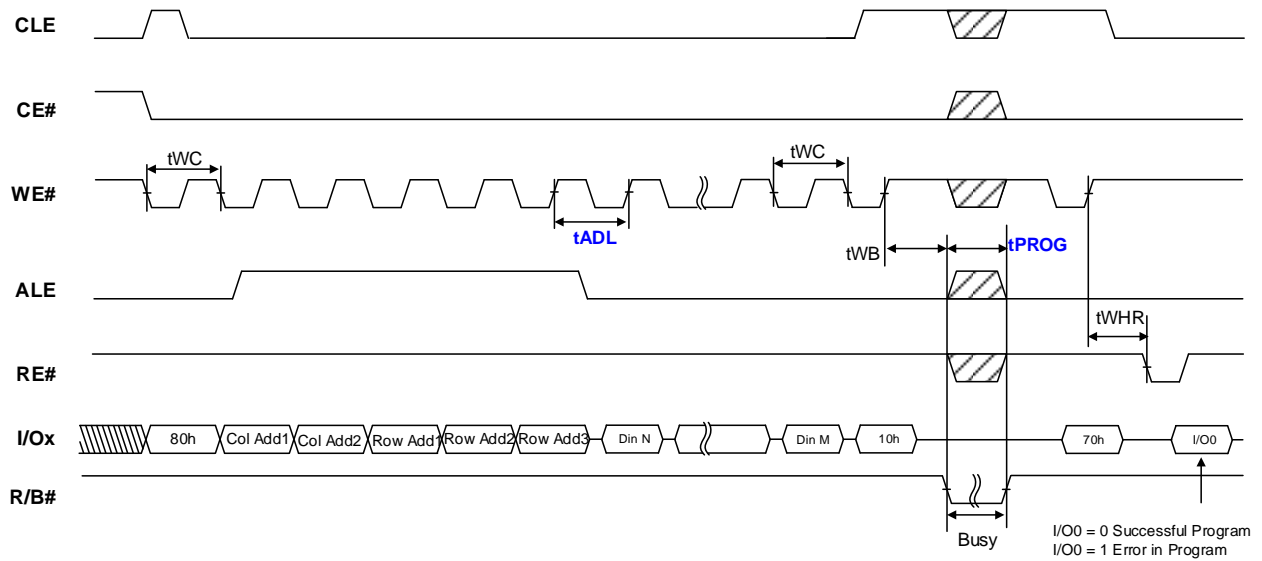 CLE
CE#
tWC
tWC
WE#
tADL
tWB
tPROG
ALE
tWHR
RE#
I/Ox
80h
Col Add1
Col Add2
Row Add1
Row Add2
Row Add3
Din N
Din M
10h
70h
I/O0
R/B#
Busy
I/O0 = 0 Successful Program
I/O0 = 1 Error in Program